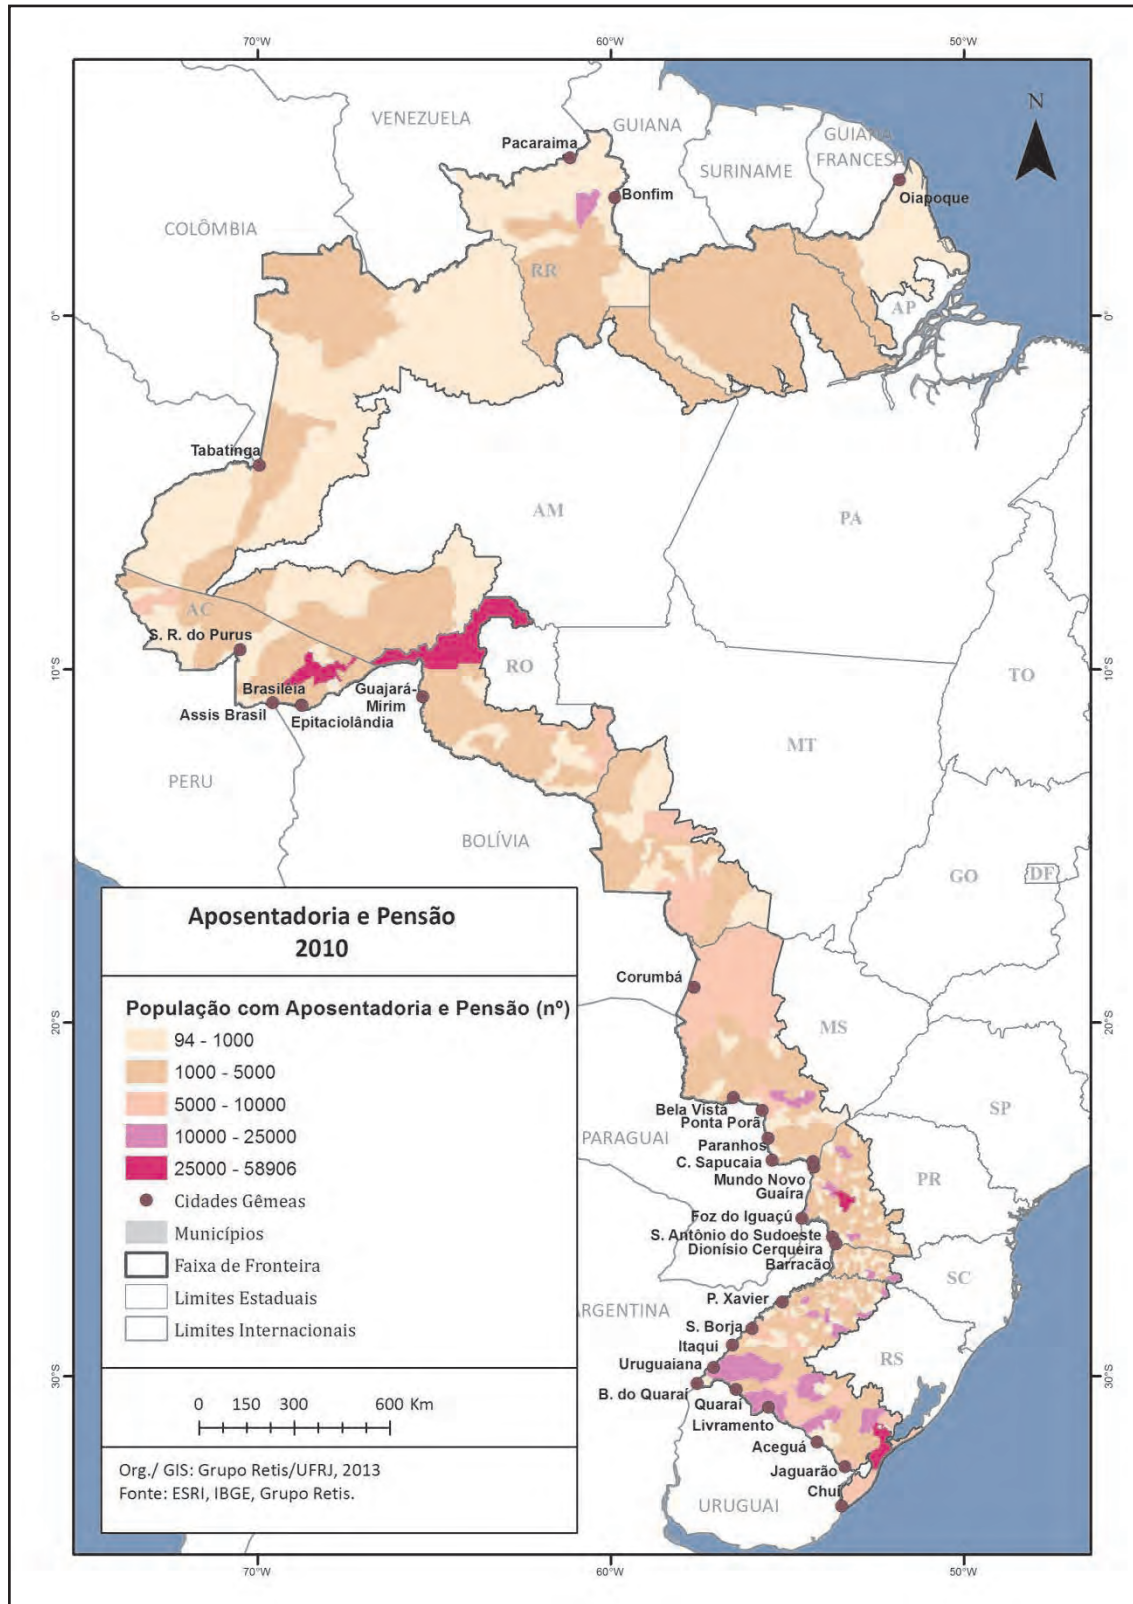 70°W
60°W
50°W
N
VENEZUELA
GUIANA
GUIANA
FRANCESA
SURINAME
Pacaraima
Bonfim
Oiapoque
COLÔMBIA
RR
AP
0°
0°
Tabatinga
AM
PA
AC
S. R. do Purus
RO
10°S
10°S
TO
Brasiléia
Guajará-
Mirim
Assis Brasil
Epitaciolândia
MT
PERU
BOLÍVIA
GO
DF
Aposentadoria e Pensão
2010
População com Aposentadoria e Pensão (nº)
94 - 1000
1000 - 5000
5000 - 10000
10000 - 25000
25000 - 58906
Cidades Gêmeas
Municípios
Faixa de Fronteira
Limites Estaduais
Limites Internacionais
0 150 300 600 Km
Org./ GIS: Grupo Retis/UFRJ, 2013
Fonte: ESRI, IBGE, Grupo Retis.
Corumbá
20°S
20°S
MS
SP
Bela Vista
Ponta Porã
PARAGUAI
Paranhos
C. Sapucaia
Mundo Novo
Guaíra
PR
Foz do Iguaçú
S. Antônio do Sudoeste
Dionísio Cerqueira
Barracão
SC
P. Xavier
ARGENTINA
S. Borja
Itaqui
RS
Uruguaiana
30°S
30°S
B. do Quaraí
Quaraí
Livramento
Aceguá
Jaguarão
Chuí
URUGUAI
70°W
60°W
50°W